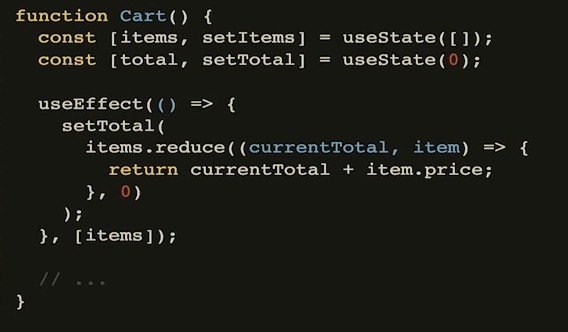 function Cart() {
  const [items, setItems] = useState([]);
  const [total, setTotal] = useState(0);

  useEffect(() => {
    setTotal(
      items.reduce((currentTotal, item) => {
        return currentTotal + item.price;
      }, 0)
    );
  }, [items]);

  // ...
}